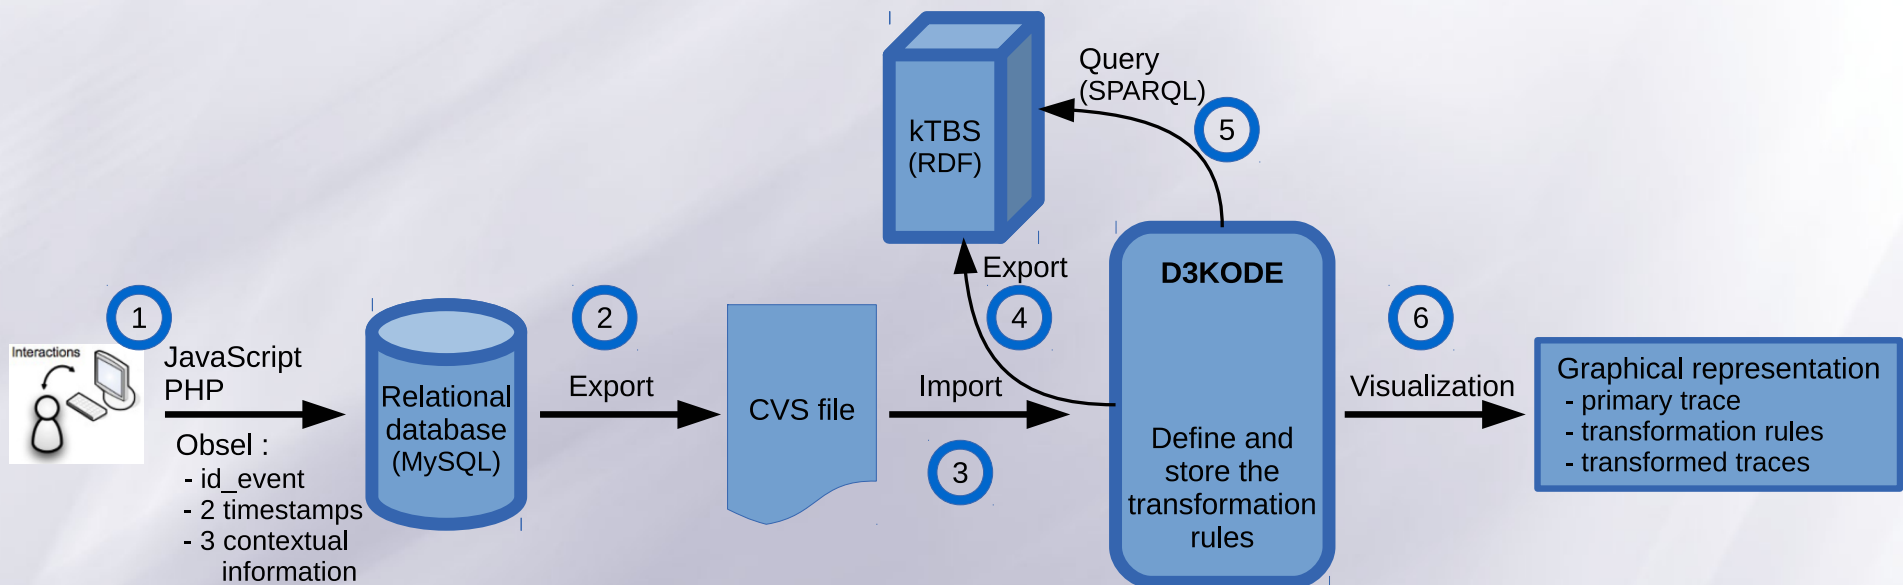 Interactions
1
JavaScript
PHP
Obsel :
- id_event
- 2 timestamps
- 3 contextual
information
Relational
database
(MySQL)
2
Export
CVS file
Import
3
kTBS
(RDF)
Export
4
Query
(SPARQL)
5
D3KODE
Define and
store the
transformation
rules
6
Visualization
Graphical representation
- primary trace
- transformation rules
- transformed traces